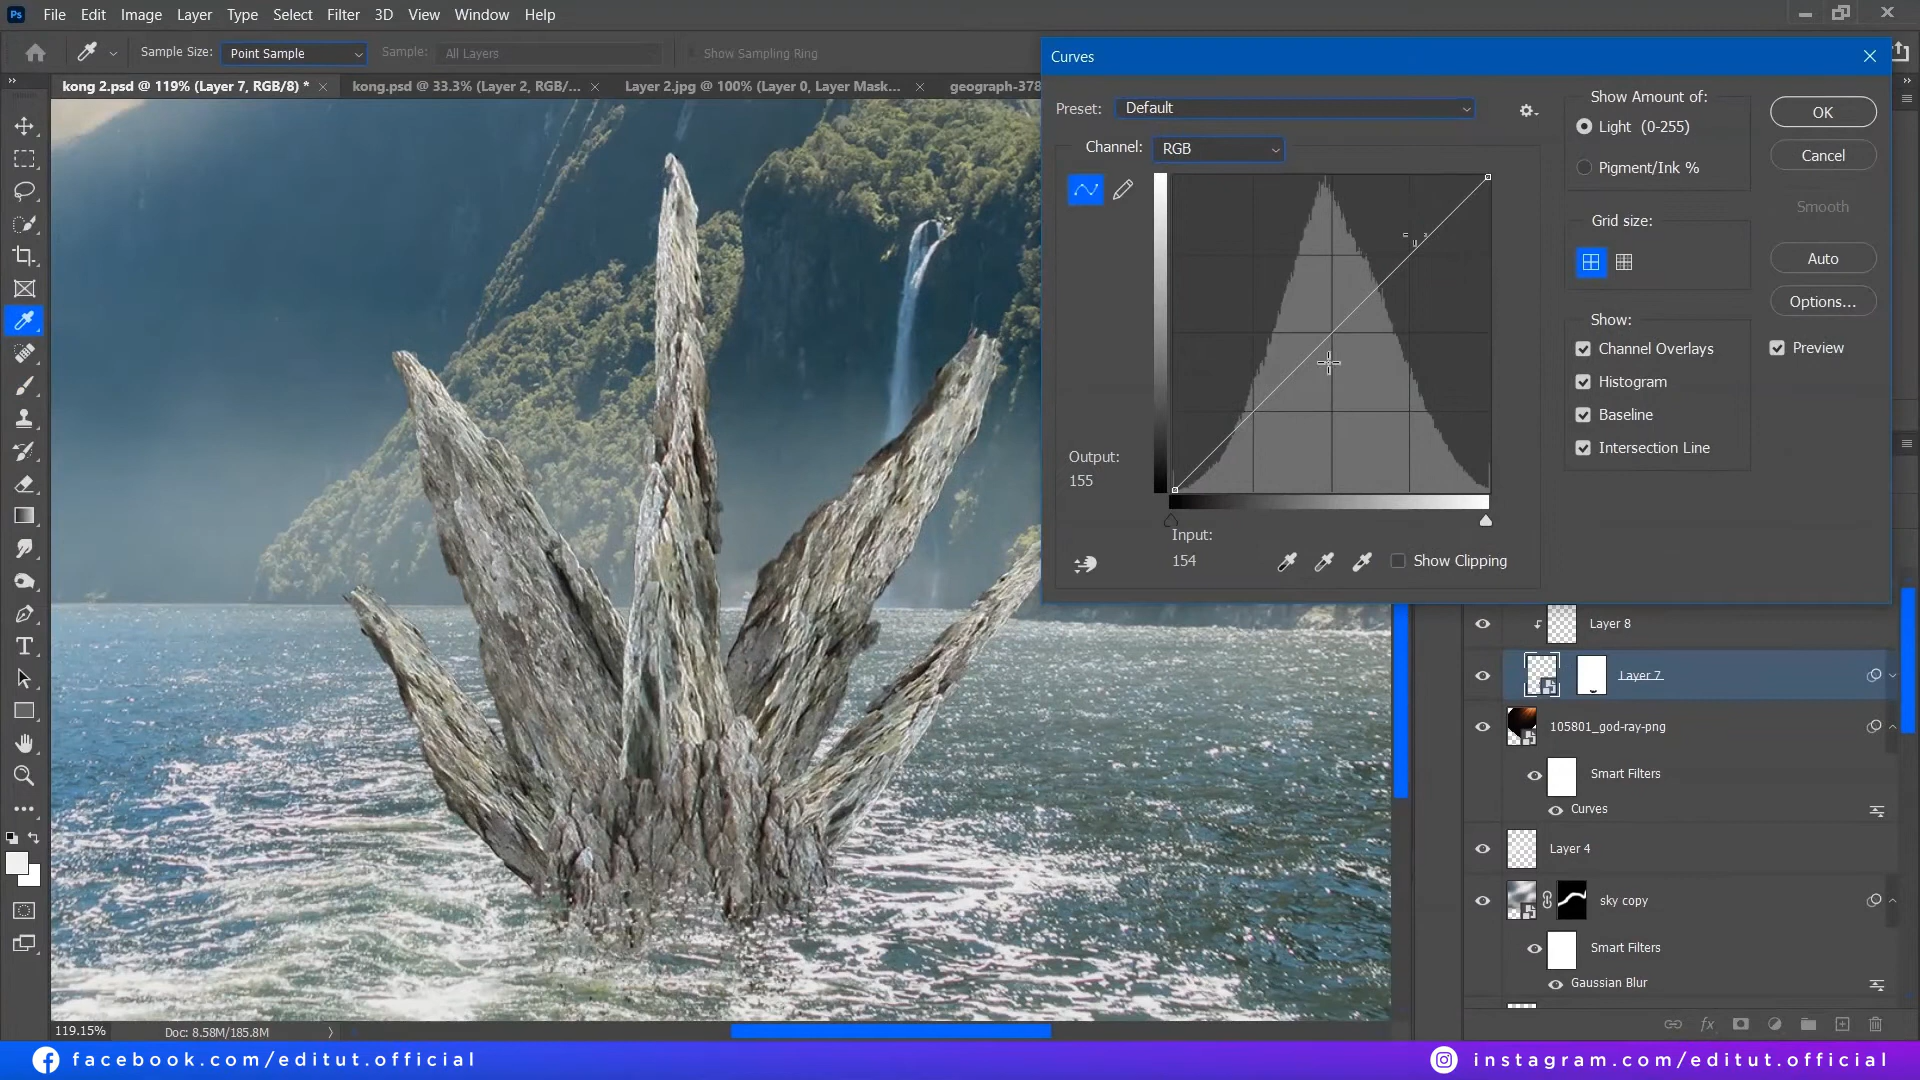 Ps File Edit Image Layer Type Select Filter 3D View Window Help
Sample Size: Point Sample Sample: All Layers Show Sampling Ring
kong 2.psd @ 119% (Layer 7, RGB/8) * kong.psd @ 33.3% (Layer 2, RGB/... Layer 2.jpg @ 100% (Layer 0, Layer Mask... geograph-378
Curves
Preset: Default
Channel: RGB
Output:
155
Input:
154
Show Clipping
Show Amount of:
Light (0-255)
Pigment/Ink %
Grid size:
Show:
Channel Overlays
Histogram
Baseline
Intersection Line
OK
Cancel
Smooth
Auto
Options...
Preview
Layer 8
Layer 7
105801_god-ray-png
Smart Filters
Curves
Layer 4
sky copy
Smart Filters
Gaussian Blur
fx
119.15% Doc: 8.58M/185.8M
facebook.com/editut.official
instagram.com/editut.official